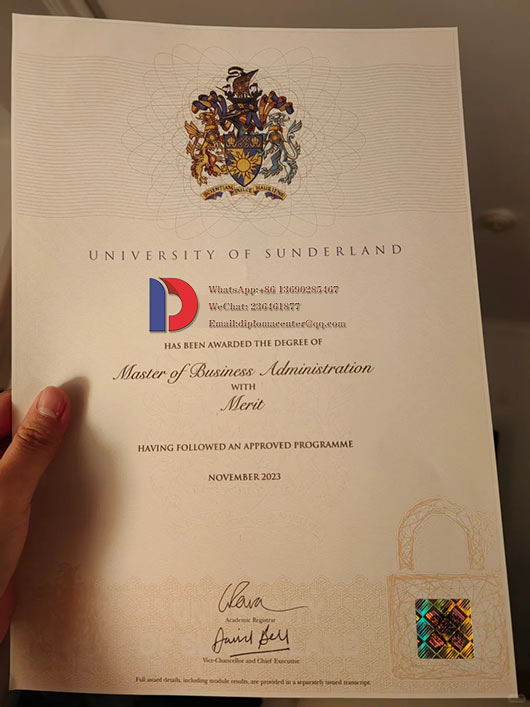 UNIVERSITY OF SUNDERLAND
WhatsApp:+86 13690285467
WeChat: 236461877
Email:diplomacenter@qq.com
HAS BEEN AWARDED THE DEGREE OF
Master of Business Administration
WITH
Merit
HAVING FOLLOWED AN APPROVED PROGRAMME
NOVEMBER 2023
Academic Registrar
David Bell
Vice-Chancellor and Chief Executive
Full award details, including module results, are provided in a separately issued transcript.